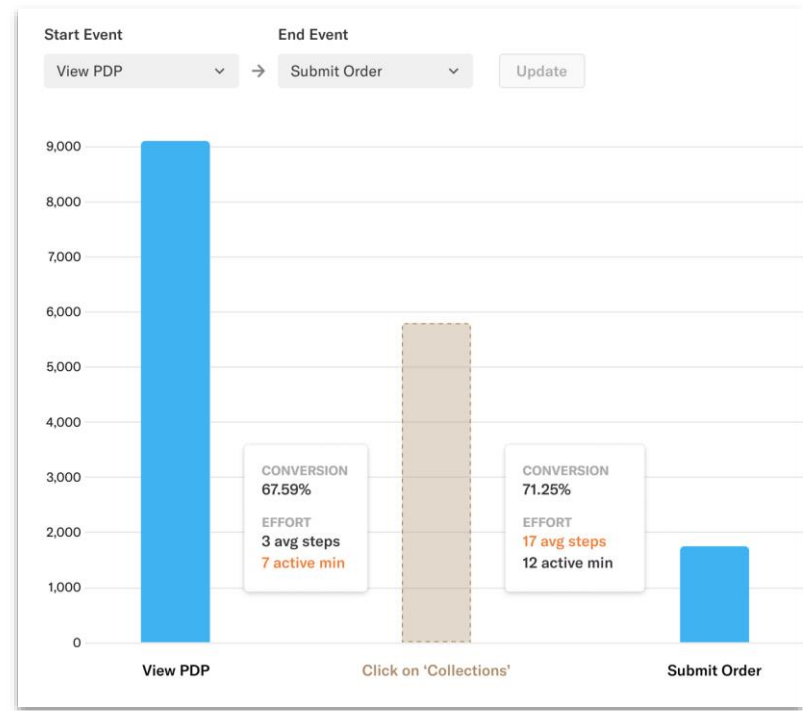 Start Event
End Event
View PDP
Submit Order
Update
9,000
8,000
7,000
6,000
5,000
4,000
3,000
2,000
1,000
0
CONVERSION
67.59%
EFFORT
3 avg steps
7 active min
CONVERSION
71.25%
EFFORT
17 avg steps
12 active min
View PDP
Click on ‘Collections’
Submit Order